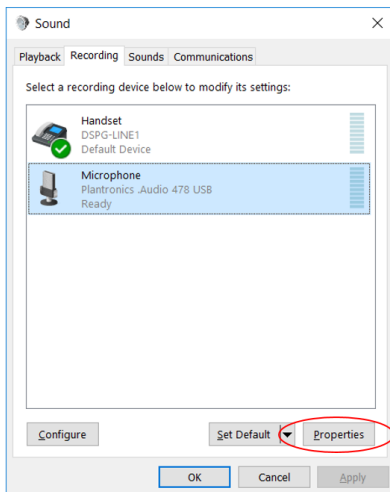 Sound
Playback Recording Sounds Communications
Select a recording device below to modify its settings:
Handset
DSPG-LINE1
Default Device
Microphone
Plantronics .Audio 478 USB
Ready
Configure Set Default Properties
OK Cancel Apply